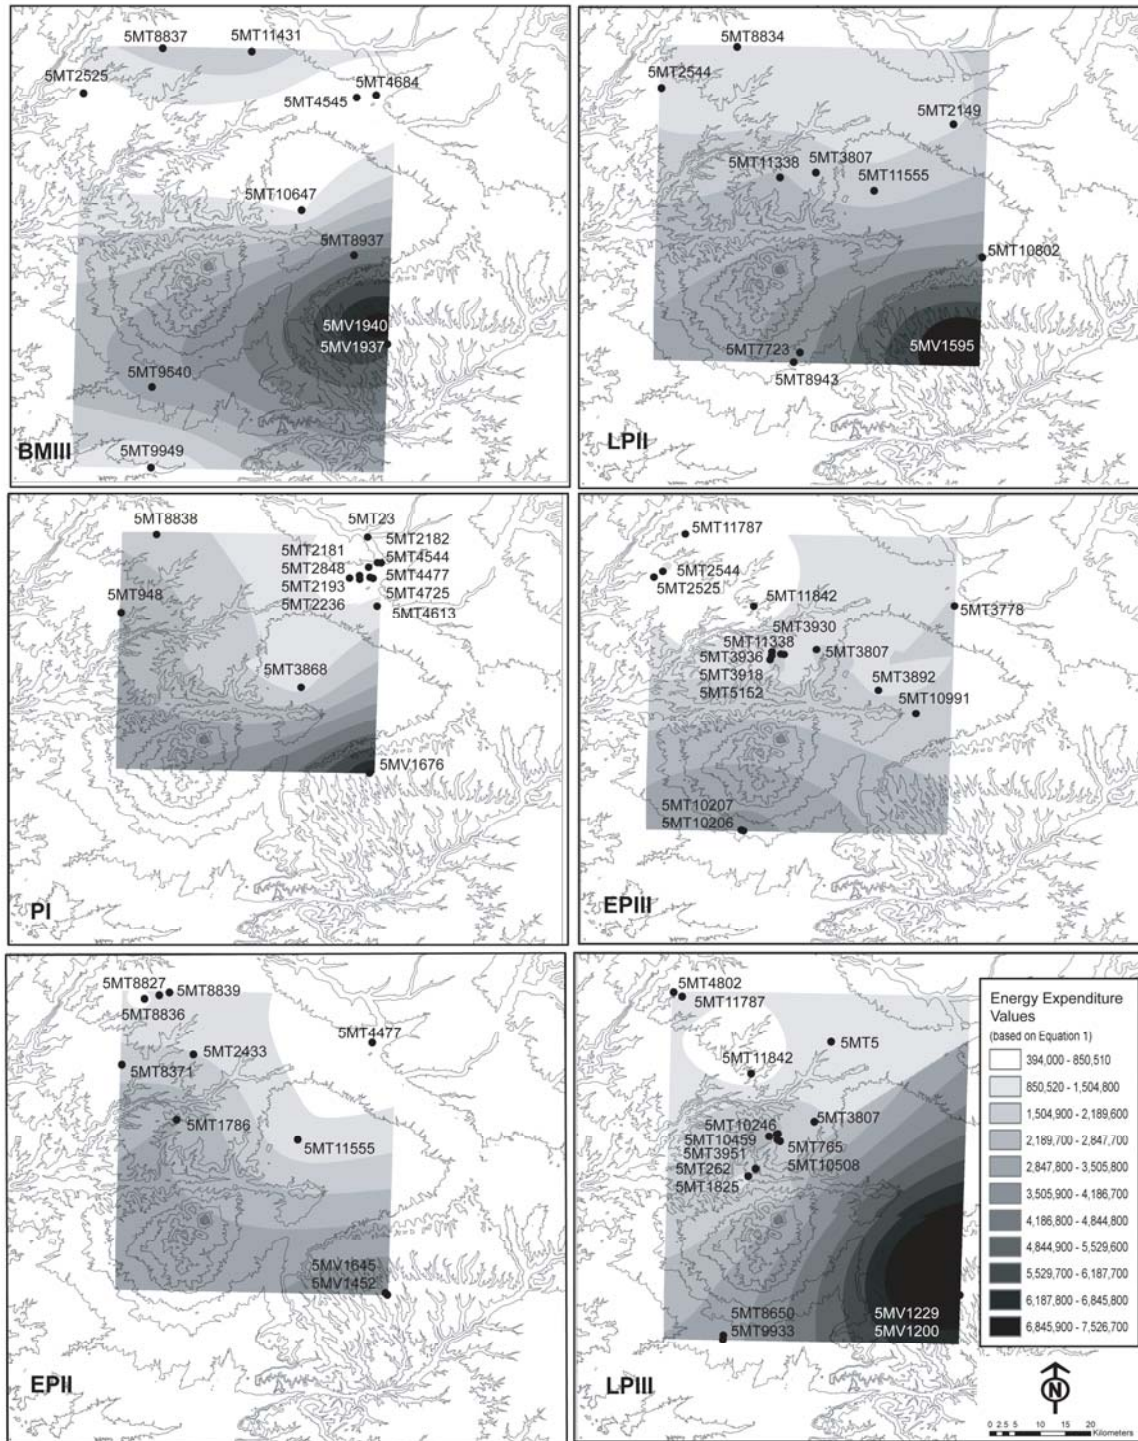 5MT8837
5MT11431
5MT2525
5MT4684
5MT4545
5MT10647
5MT8937
5MV1940
5MV1937
5MT9540
BMIII
5MT9949
5MT8834
5MT2544
5MT2149
5MT11338
5MT3807
5MT11555
5MT10802
5MT7723
5MV1595
5MT8943
LPII
5MT8838
5MT23
5MT2182
5MT2181
5MT4544
5MT2848
5MT2193
5MT4477
5MT2236
5MT4725
5MT4613
5MT948
5MT3868
5MV1676
PI
5MT11787
5MT2544
5MT2525
5MT11842
5MT3778
5MT3930
5MT11338
5MT3936
5MT3807
5MT3918
5MT5152
5MT3892
5MT10991
5MT10207
5MT10206
EPIII
5MT8827
5MT8839
5MT8836
5MT4477
5MT2433
5MT8371
5MT1786
5MT11555
5MV1645
5MV1452
EPII
5MT4802
5MT11787
5MT5
5MT11842
5MT3807
5MT10246
5MT10459
5MT765
5MT3951
5MT10508
5MT262
5MT1825
5MT8650
5MT9933
5MV1229
5MV1200
LPIII
Energy Expenditure
Values
(based on Equation 1)
394,000 - 850,510
850,520 - 1,504,800
1,504,900 - 2,189,600
2,189,700 - 2,847,700
2,847,800 - 3,505,800
3,505,900 - 4,186,700
4,186,800 - 4,844,800
4,844,900 - 5,529,600
5,529,700 - 6,187,700
6,187,800 - 6,845,800
6,845,900 - 7,526,700
N
0 2.5 5 10 15 20
Kilometers